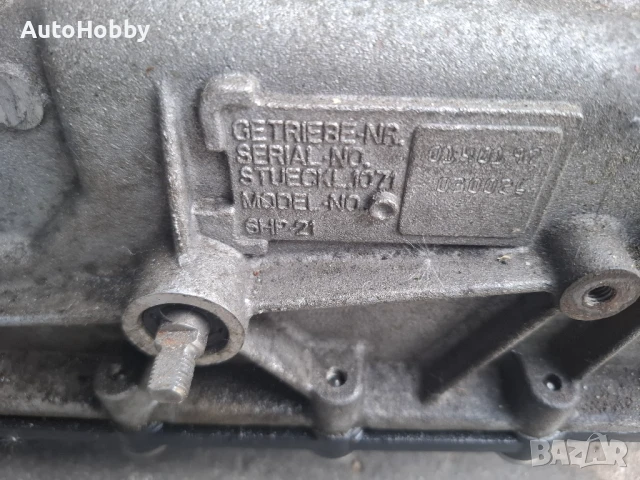 AutoHobby
GETRIEBE-NR.
SERIAL-NO.
STUECKL.1071
MODEL-NO.
6HP-21
BAZAR